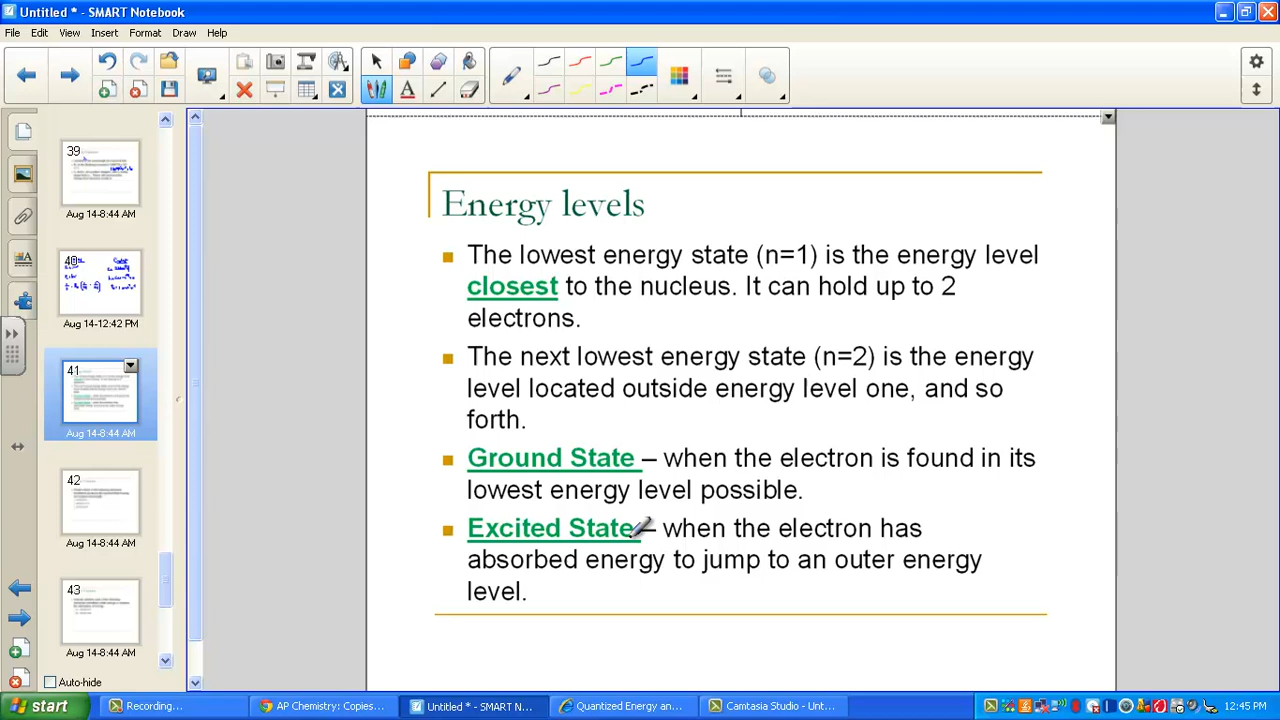 Untitled * - SMART Notebook
File Edit View Insert Format Draw Help
39
Aug 14-8:44 AM
40
Aug 14-12:42 PM
41
Aug 14-8:44 AM
42
Aug 14-8:44 AM
43
Aug 14-8:44 AM
Auto-hide
Energy levels
The lowest energy state (n=1) is the energy level
closest to the nucleus. It can hold up to 2
electrons.
The next lowest energy state (n=2) is the energy
level located outside energy level one, and so
forth.
Ground State – when the electron is found in its
lowest energy level possible.
Excited State – when the electron has
absorbed energy to jump to an outer energy
level.
start Recording... AP Chemistry: Copies... Untitled * - SMART N... Quantized Energy an... Camtasia Studio - Unt... 12:45 PM